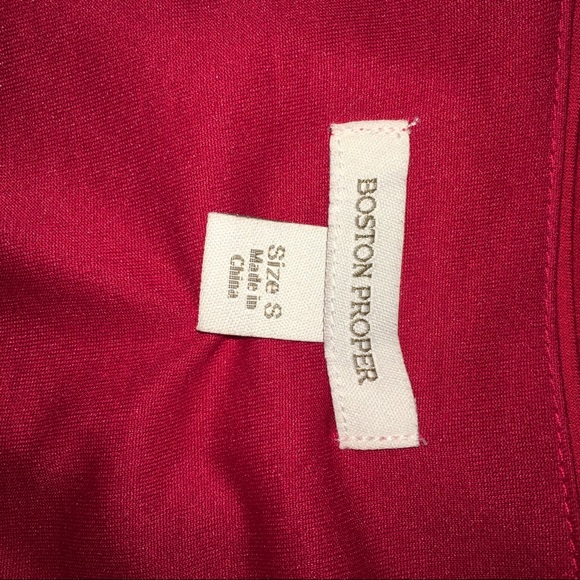 BOSTON PROPER
Size S
Made in
China